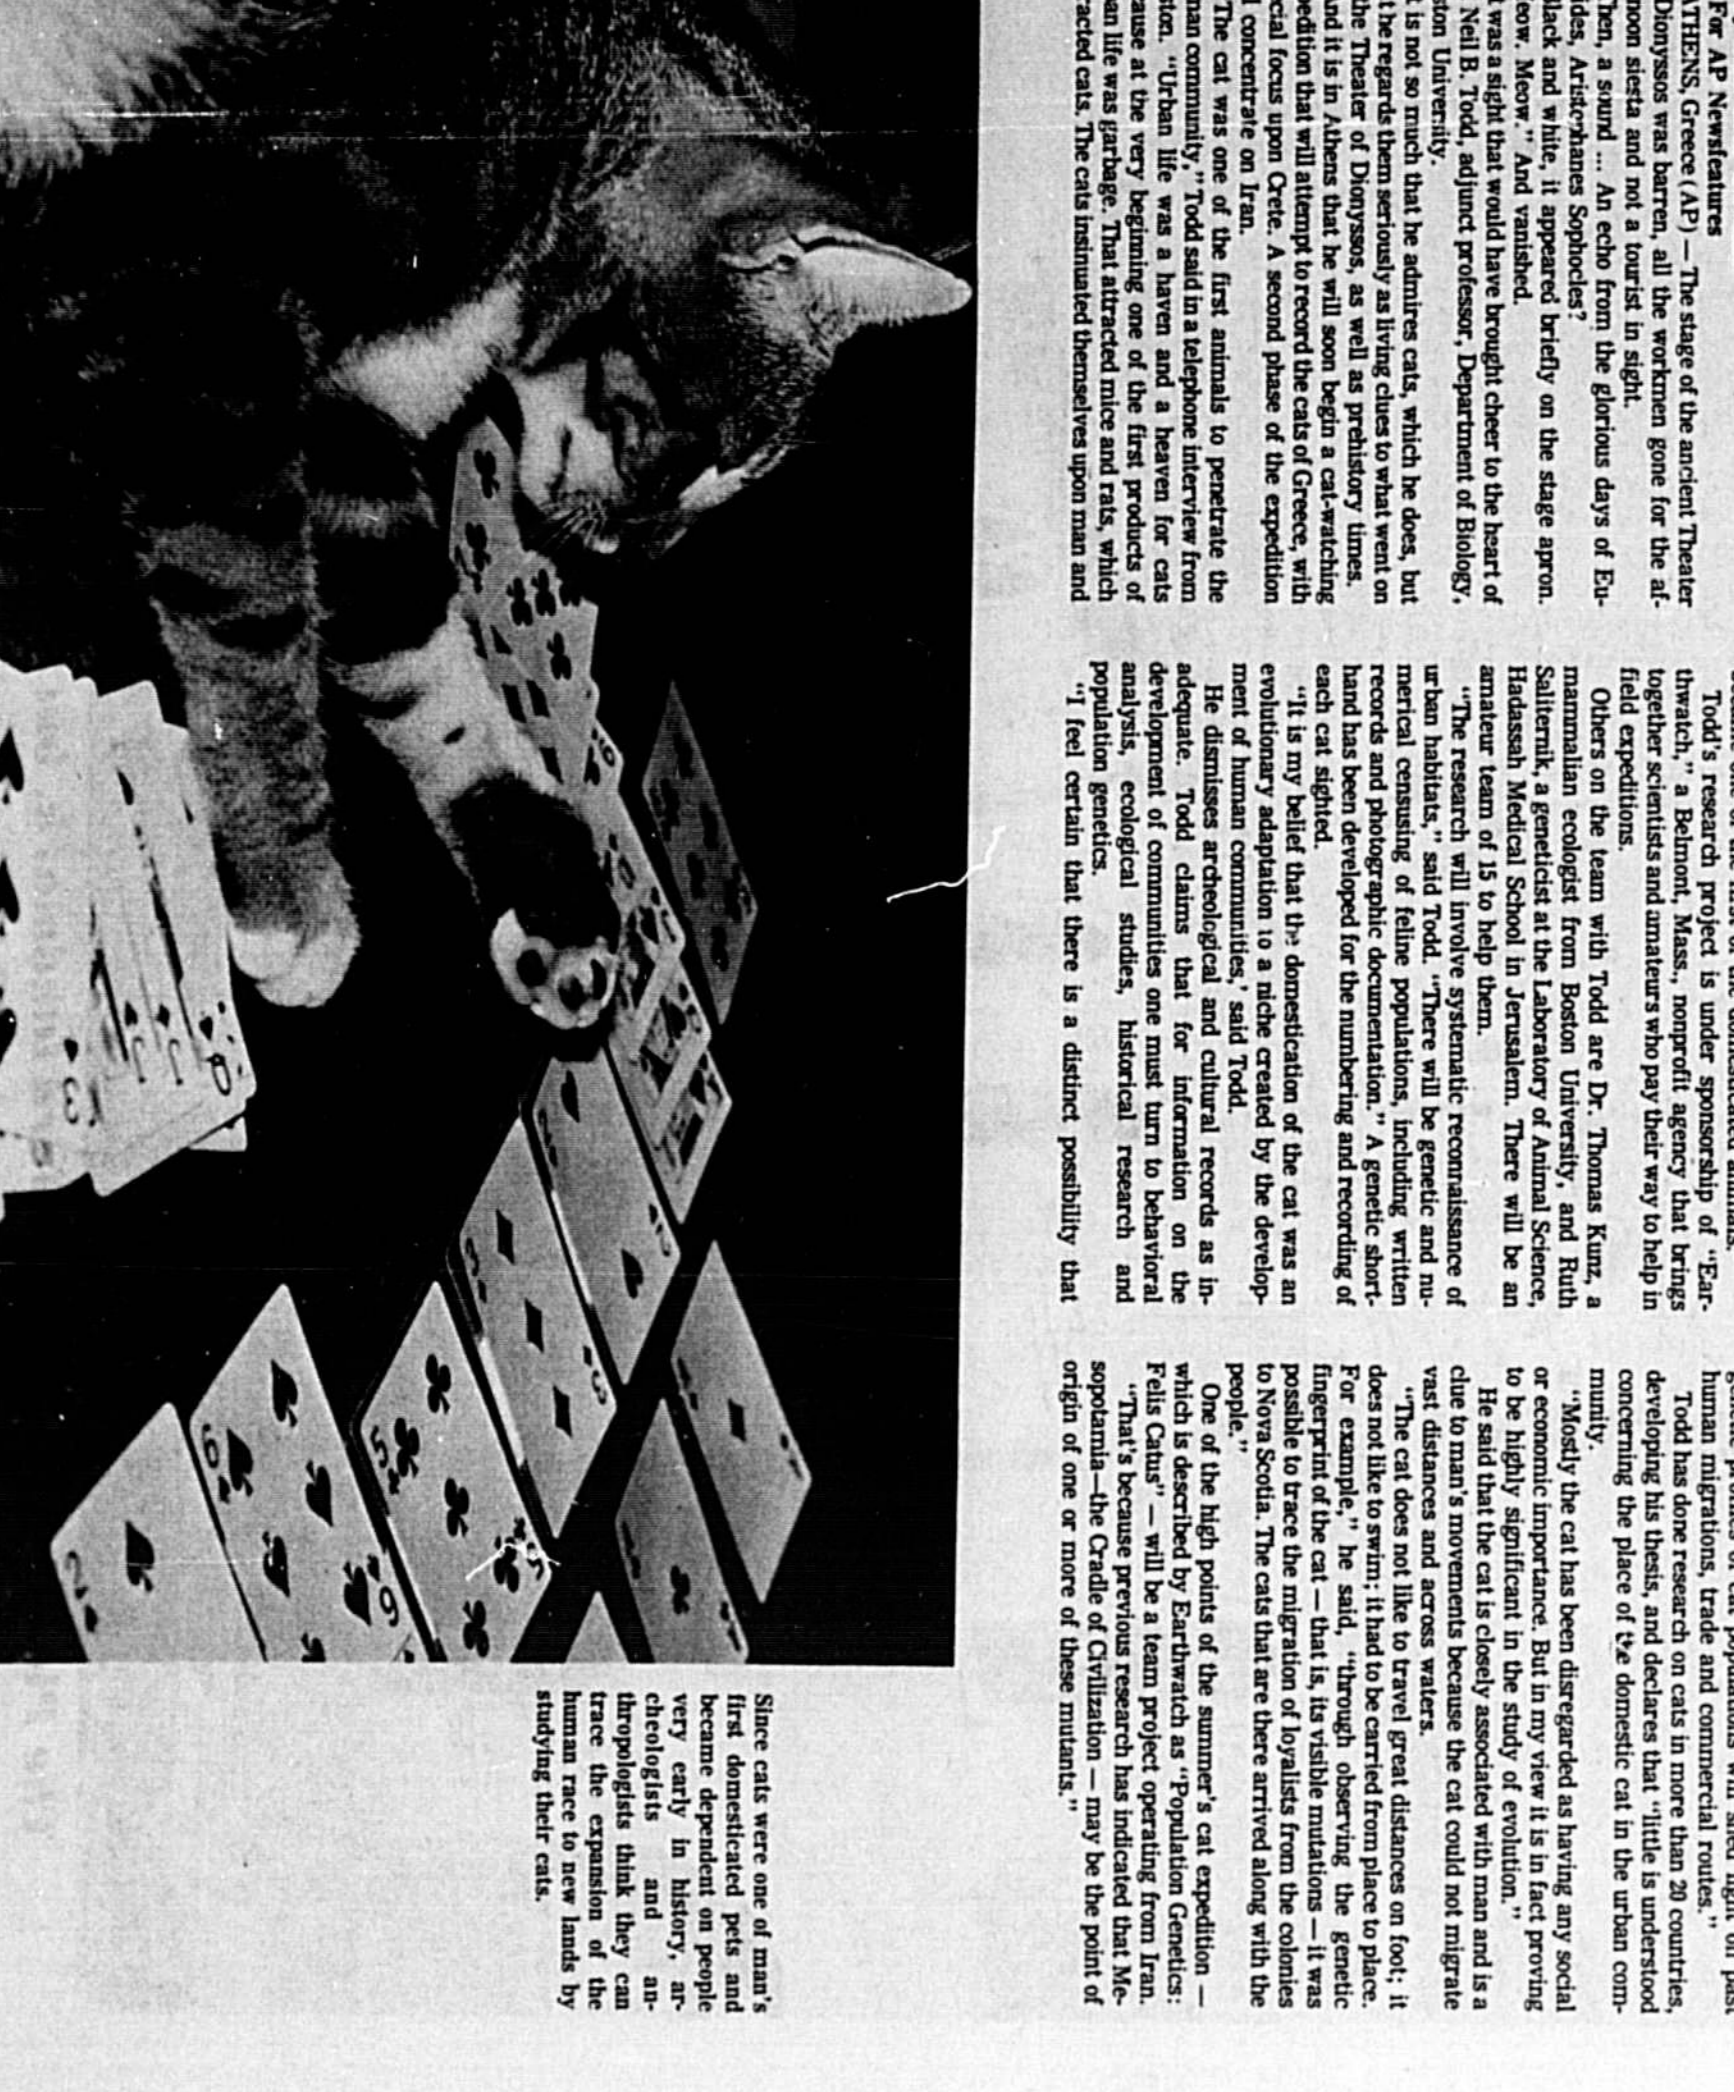 For AP Newsfeatures
ATHENS, Greece (AP) — The stage of the ancient Theater
Dionyssos was barren, all the workmen gone for the af-
noon siesta and not a tourist in sight.
hen, a sound ... An echo from the glorious days of Eu-
ides, Aristophanes Sophocles?
Black and white, it appeared briefly on the stage apron.
eow. Meow." And vanished.
t was a sight that would have brought cheer to the heart of
Neil B. Todd, adjunct professor, Department of Biology,
ston University.
t is not so much that he admires cats, which he does, but
t he regards them seriously as living clues to what went on
the Theater of Dionyssos, as well as prehistory times.
nd it is in Athens that he will soon begin a cat-watching
pedition that will attempt to record the cats of Greece, with
cial focus upon Crete. A second phase of the expedition
l concentrate on Iran.
The cat was one of the first animals to penetrate the
man community," Todd said in a telephone interview from
ston. "Urban life was a haven and a heaven for cats
ause at the very beginning one of the first products of
an life was garbage. That attracted mice and rats, which
racted cats. The cats insinuated themselves upon man and
Todd's research project is under sponsorship of "Ear-
thwatch," a Belmont, Mass., nonprofit agency that brings
together scientists and amateurs who pay their way to help in
field expeditions.
Others on the team with Todd are Dr. Thomas Kunz, a
mammalian ecologist from Boston University, and Ruth
Saliternik, a geneticist at the Laboratory of Animal Science,
Hadassah Medical School in Jerusalem. There will be an
amateur team of 15 to help them.
"The research will involve systematic reconnaissance of
urban habitats," said Todd. "There will be genetic and nu-
merical censusing of feline populations, including written
records and photographic documentation." A genetic short-
hand has been developed for the numbering and recording of
each cat sighted.
"It is my belief that the domestication of the cat was an
evolutionary adaptation to a niche created by the develop-
ment of human communities,' said Todd.
He dismisses archeological and cultural records as in-
adequate. Todd claims that for information on the
development of communities one must turn to behavioral
analysis, ecological studies, historical research and
population genetics.
"I feel certain that there is a distinct possibility that
human migrations, trade and commercial routes."
Todd has done research on cats in more than 20 countries,
developing his thesis, and declares that "little is understood
concerning the place of the domestic cat in the urban com-
munity.
"Mostly the cat has been disregarded as having any social
or economic importance. But in my view it is in fact proving
to be highly significant in the study of evolution."
He said that the cat is closely associated with man and is a
clue to man's movements because the cat could not migrate
vast distances and across waters.
"The cat does not like to travel great distances on foot; it
does not like to swim; it had to be carried from place to place.
For example," he said, "through observing the genetic
fingerprint of the cat — that is, its visible mutations — it was
possible to trace the migration of loyalists from the colonies
to Nova Scotia. The cats that are there arrived along with the
people."
One of the high points of the summer's cat expedition —
which is described by Earthwatch as "Population Genetics:
Felis Catus" — will be a team project operating from Iran.
"That's because previous research has indicated that Me-
sopotamia—the Cradle of Civilization — may be the point of
origin of one or more of these mutants."
Since cats were one of man's
first domesticated pets and
became dependent on people
very early in history, ar-
cheologists and an-
thropologists think they can
trace the expansion of the
human race to new lands by
studying their cats.